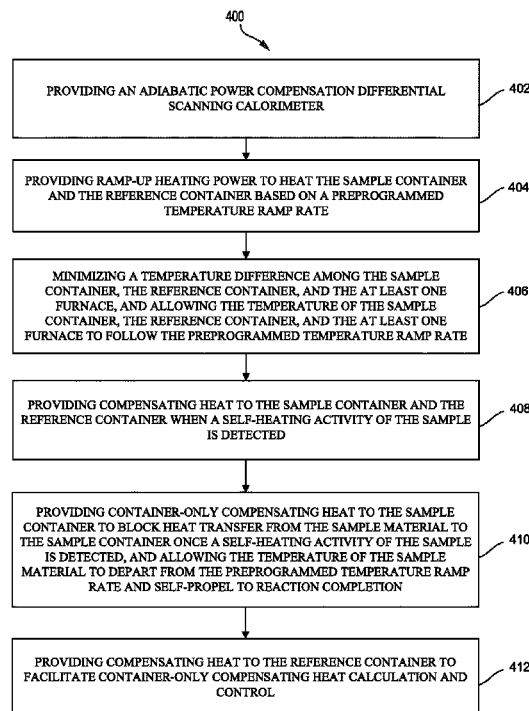 400
PROVIDING AN ADIABATIC POWER COMPENSATION DIFFERENTIAL
SCANNING CALORIMETER
402
PROVIDING RAMP-UP HEATING POWER TO HEAT THE SAMPLE CONTAINER
AND THE REFERENCE CONTAINER BASED ON A PREPROGRAMMED
TEMPERATURE RAMP RATE
404
MINIMIZING A TEMPERATURE DIFFERENCE AMONG THE SAMPLE
CONTAINER, THE REFERENCE CONTAINER, AND THE AT LEAST ONE
FURNACE, AND ALLOWING THE TEMPERATURE OF THE SAMPLE
CONTAINER, THE REFERENCE CONTAINER, AND THE AT LEAST ONE
FURNACE TO FOLLOW THE PREPROGRAMMED TEMPERATURE RAMP RATE
406
PROVIDING COMPENSATING HEAT TO THE SAMPLE CONTAINER AND THE
REFERENCE CONTAINER WHEN A SELF-HEATING ACTIVITY OF THE SAMPLE
IS DETECTED
408
PROVIDING CONTAINER-ONLY COMPENSATING HEAT TO THE SAMPLE
CONTAINER TO BLOCK HEAT TRANSFER FROM THE SAMPLE MATERIAL TO
THE SAMPLE CONTAINER ONCE A SELF-HEATING ACTIVITY OF THE SAMPLE
IS DETECTED, AND ALLOWING THE TEMPERATURE OF THE SAMPLE
MATERIAL TO DEPART FROM THE PREPROGRAMMED TEMPERATURE RAMP
RATE AND SELF-PROPEL TO REACTION COMPLETION
410
PROVIDING COMPENSATING HEAT TO THE REFERENCE CONTAINER TO
FACILITATE CONTAINER-ONLY COMPENSATING HEAT CALCULATION AND
CONTROL
412